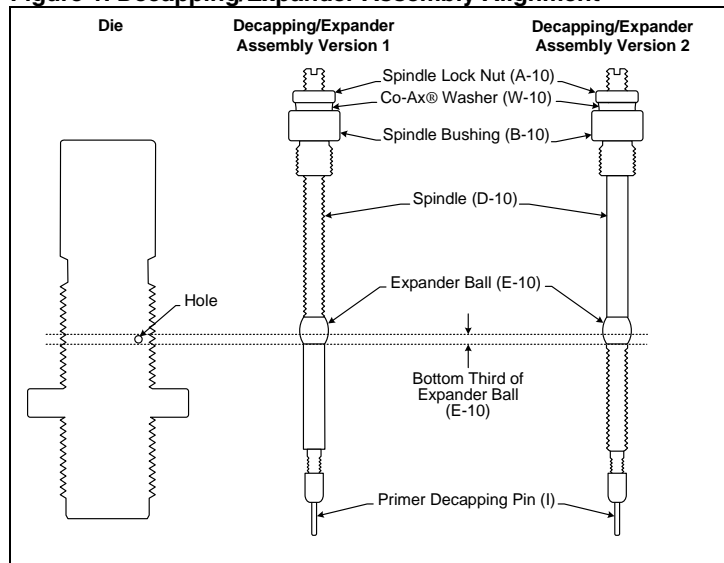 Figure 1. Decapping/Expander Assembly Alignment
Die
Decapping/Expander
Assembly Version 1
Decapping/Expander
Assembly Version 2
Spindle Lock Nut (A-10)
Co-Ax® Washer (W-10)
Spindle Bushing (B-10)
Spindle (D-10)
Expander Ball (E-10)
Hole
Bottom Third of
Expander Ball
(E-10)
Primer Decapping Pin (I)